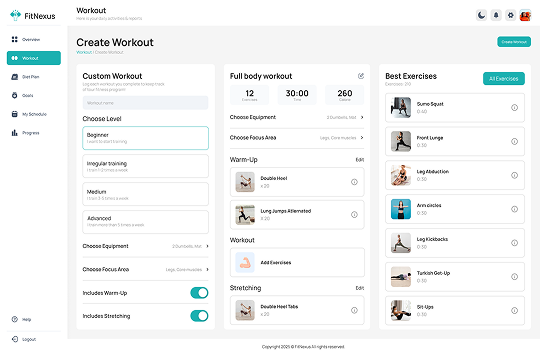 FitNexus
Overview
Workout
Diet Plan
Goals
My Schedule
Progress
Help
Logout
Workout
Here is your daily activities & reports
Create Workout
Workout / Create Workout
Create Workout
Custom Workout
Log each workout you complete to keep track
of your fitness program!
Workout name
Choose Level
Beginner
I want to start training
Irregular training
I train 1-2 times a week
Medium
I train 3-5 times a week
Advanced
I train more than 5 times a week
Choose Equipment
2 Dumbells, Mat
Choose Focus Area
Legs, Core muscles
Includes Warm-Up
Includes Stretching
Full body workout
12
Exercises
30:00
Time
260
Calorie
Choose Equipment
2 Dumbells, Mat
Choose Focus Area
Legs, Core muscles
Warm-Up
Edit
Double Heel
x 20
Lung Jumps Alternated
x 20
Workout
Add Exercises
Stretching
Edit
Double Heel Tabs
x 20
Best Exercises
Exercises:
All Exercises
Sumo Squat
0:40
Front Lunge
0:30
Leg Abduction
0:30
Arm circles
0:30
Leg Kickbacks
0:30
Turkish Get-Up
0:30
Sit-Ups
0:30
Copyright 2025 © FitNexus All rights reserved.